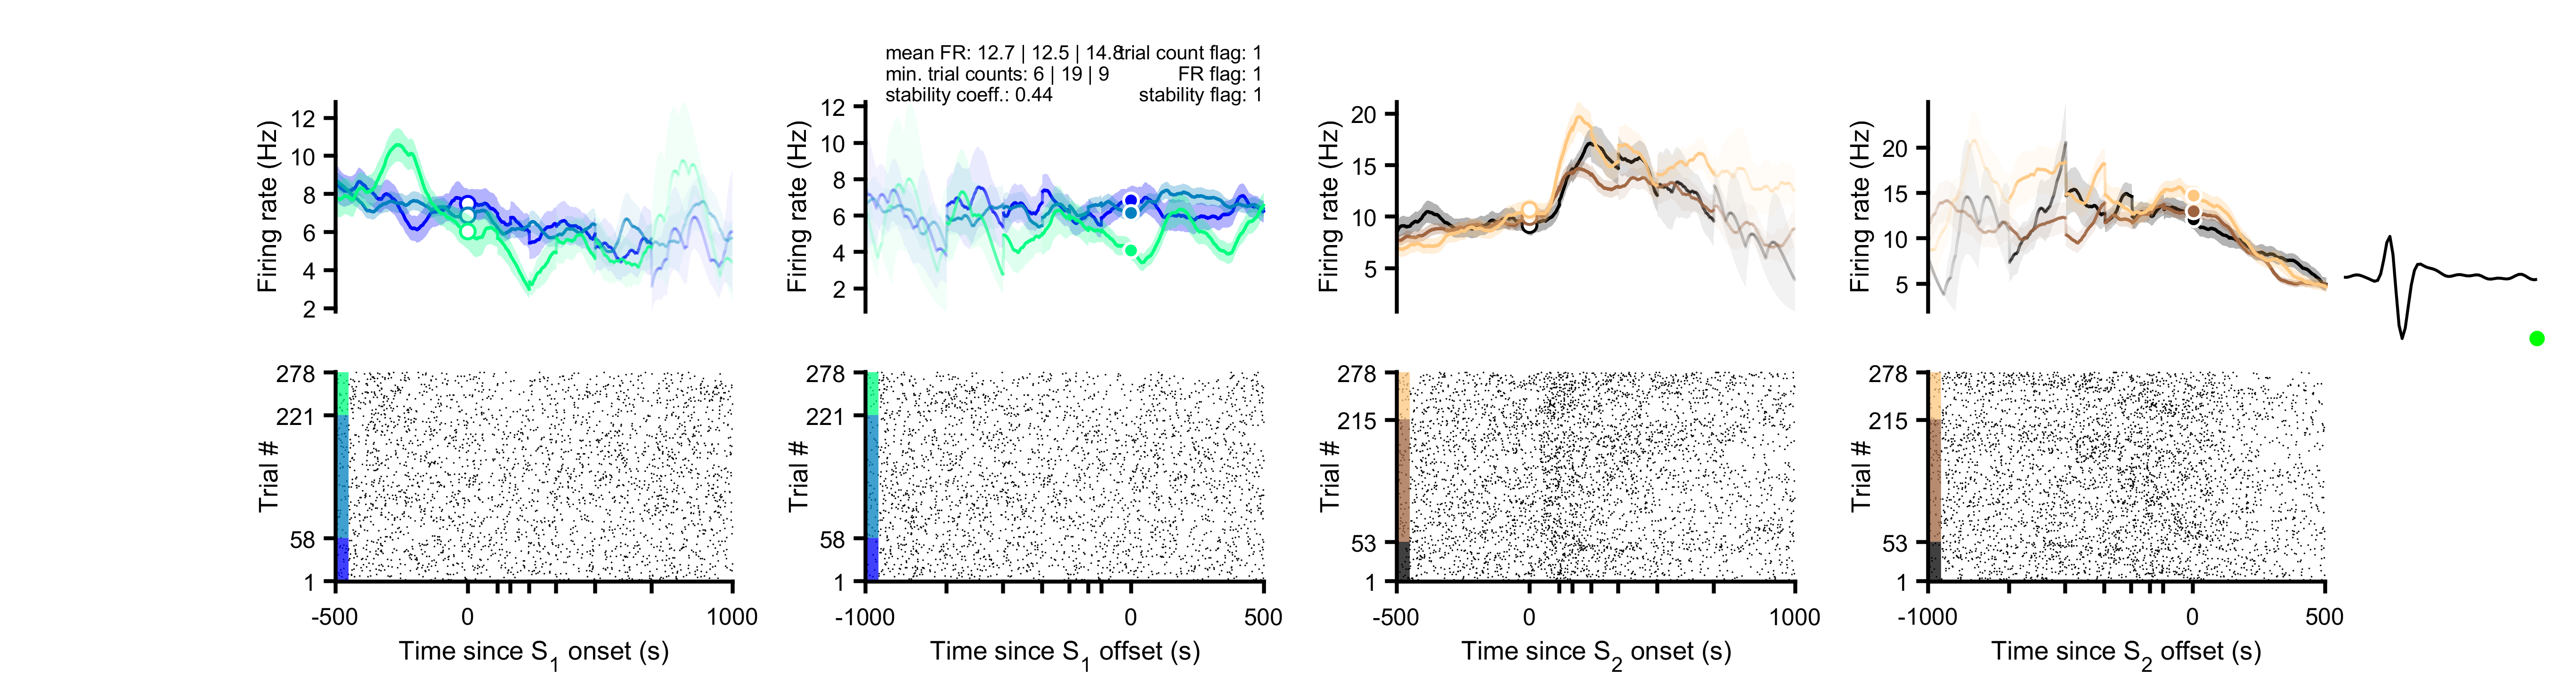 mean FR: 12.7 | 12.5 | 14.8
trial count flag: 1
min. trial counts: 6 | 19 | 9
FR flag: 1
stability coeff.: 0.44
stability flag: 1
Firing rate (Hz)
12
10
8
6
4
2
Firing rate (Hz)
12
10
8
6
4
2
Firing rate (Hz)
20
15
10
5
Firing rate (Hz)
20
15
10
5
Trial #
278
221
58
1
-500
0
1000
Time since S1 onset (s)
Trial #
278
221
58
1
-1000
0
500
Time since S1 offset (s)
Trial #
278
215
53
1
-500
0
1000
Time since S2 onset (s)
Trial #
278
215
53
1
-1000
0
500
Time since S2 offset (s)